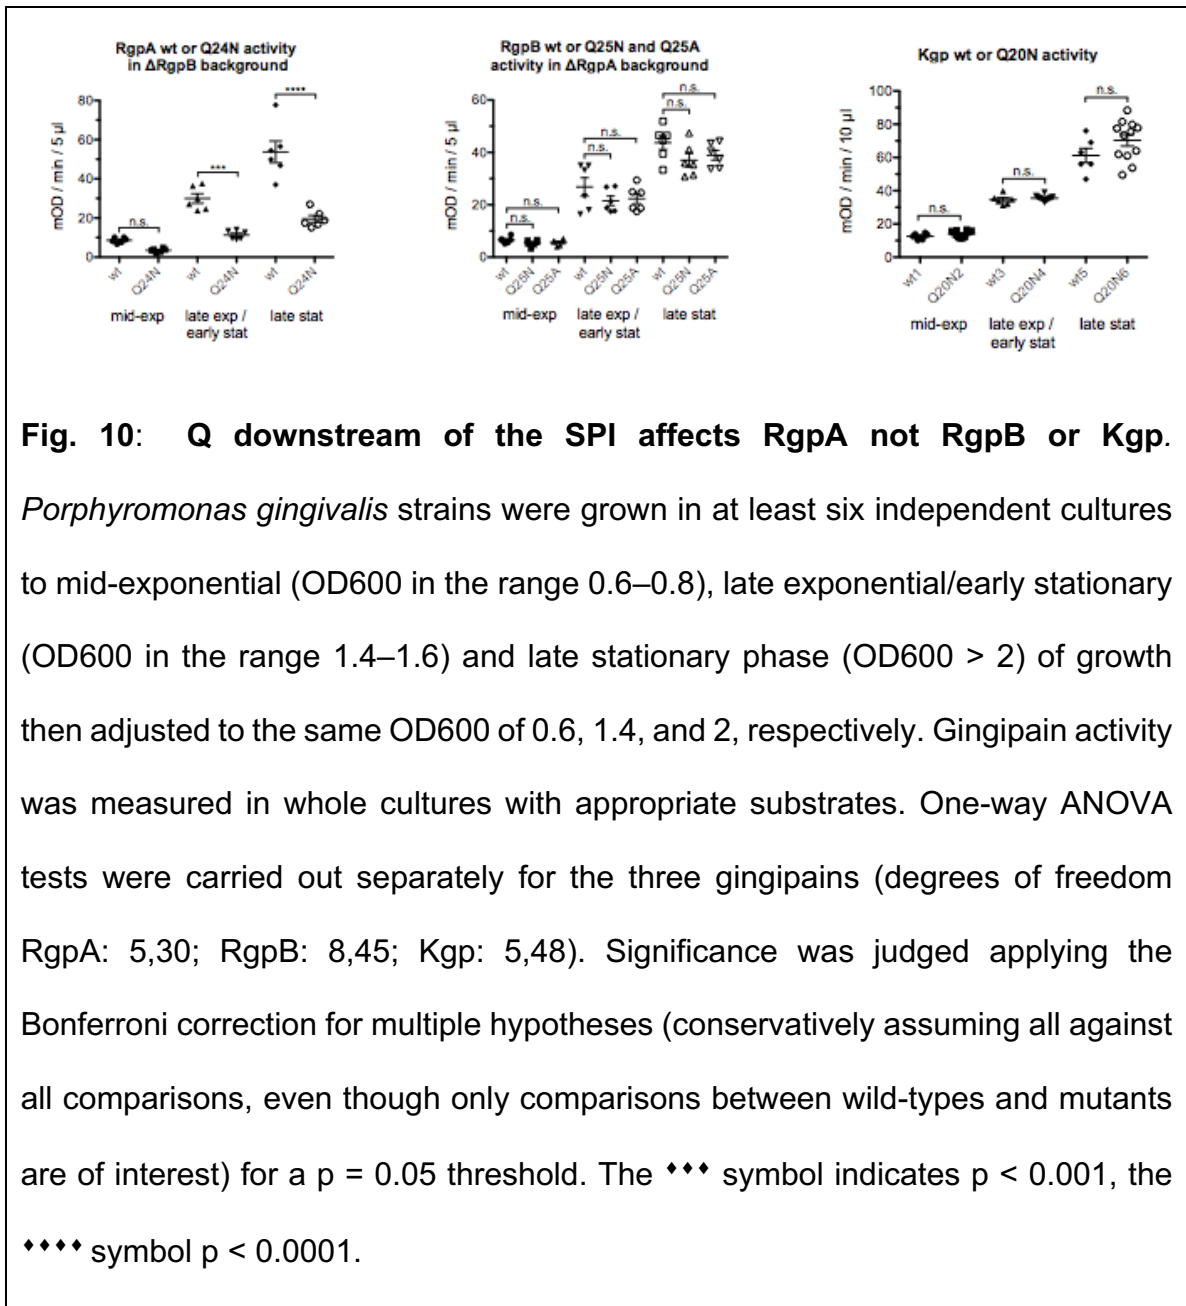 RgpA wt or Q24N activity
in ΔRgpB background
mOD / min / 5 µl
80
60
40
20
0
n.s.
***
****
wt
Q24N
wt
Q24N
wt
Q24N
mid-exp
late exp /
early stat
late stat
RgpB wt or Q25N and Q25A
activity in ΔRgpA background
mOD / min / 5 µl
60
40
20
0
n.s.
n.s.
n.s.
n.s.
n.s.
n.s.
wt
Q25N
Q25A
wt
Q25N
Q25A
wt
Q25N
Q25A
mid-exp
late exp /
early stat
late stat
Kgp wt or Q20N activity
mOD / min / 10 µl
100
80
60
40
20
0
n.s.
n.s.
n.s.
wt1
Q20N2
wt3
Q20N4
wt5
Q20N6
mid-exp
late exp /
early stat
late stat
Fig. 10: Q downstream of the SPI affects RgpA not RgpB or Kgp.
Porphyromonas gingivalis strains were grown in at least six independent cultures
to mid-exponential (OD600 in the range 0.6–0.8), late exponential/early stationary
(OD600 in the range 1.4–1.6) and late stationary phase (OD600 > 2) of growth
then adjusted to the same OD600 of 0.6, 1.4, and 2, respectively. Gingipain activity
was measured in whole cultures with appropriate substrates. One-way ANOVA
tests were carried out separately for the three gingipains (degrees of freedom
RgpA: 5,30; RgpB: 8,45; Kgp: 5,48). Significance was judged applying the
Bonferroni correction for multiple hypotheses (conservatively assuming all against
all comparisons, even though only comparisons between wild-types and mutants
are of interest) for a p = 0.05 threshold. The ♦♦♦ symbol indicates p < 0.001, the
♦♦♦♦ symbol p < 0.0001.